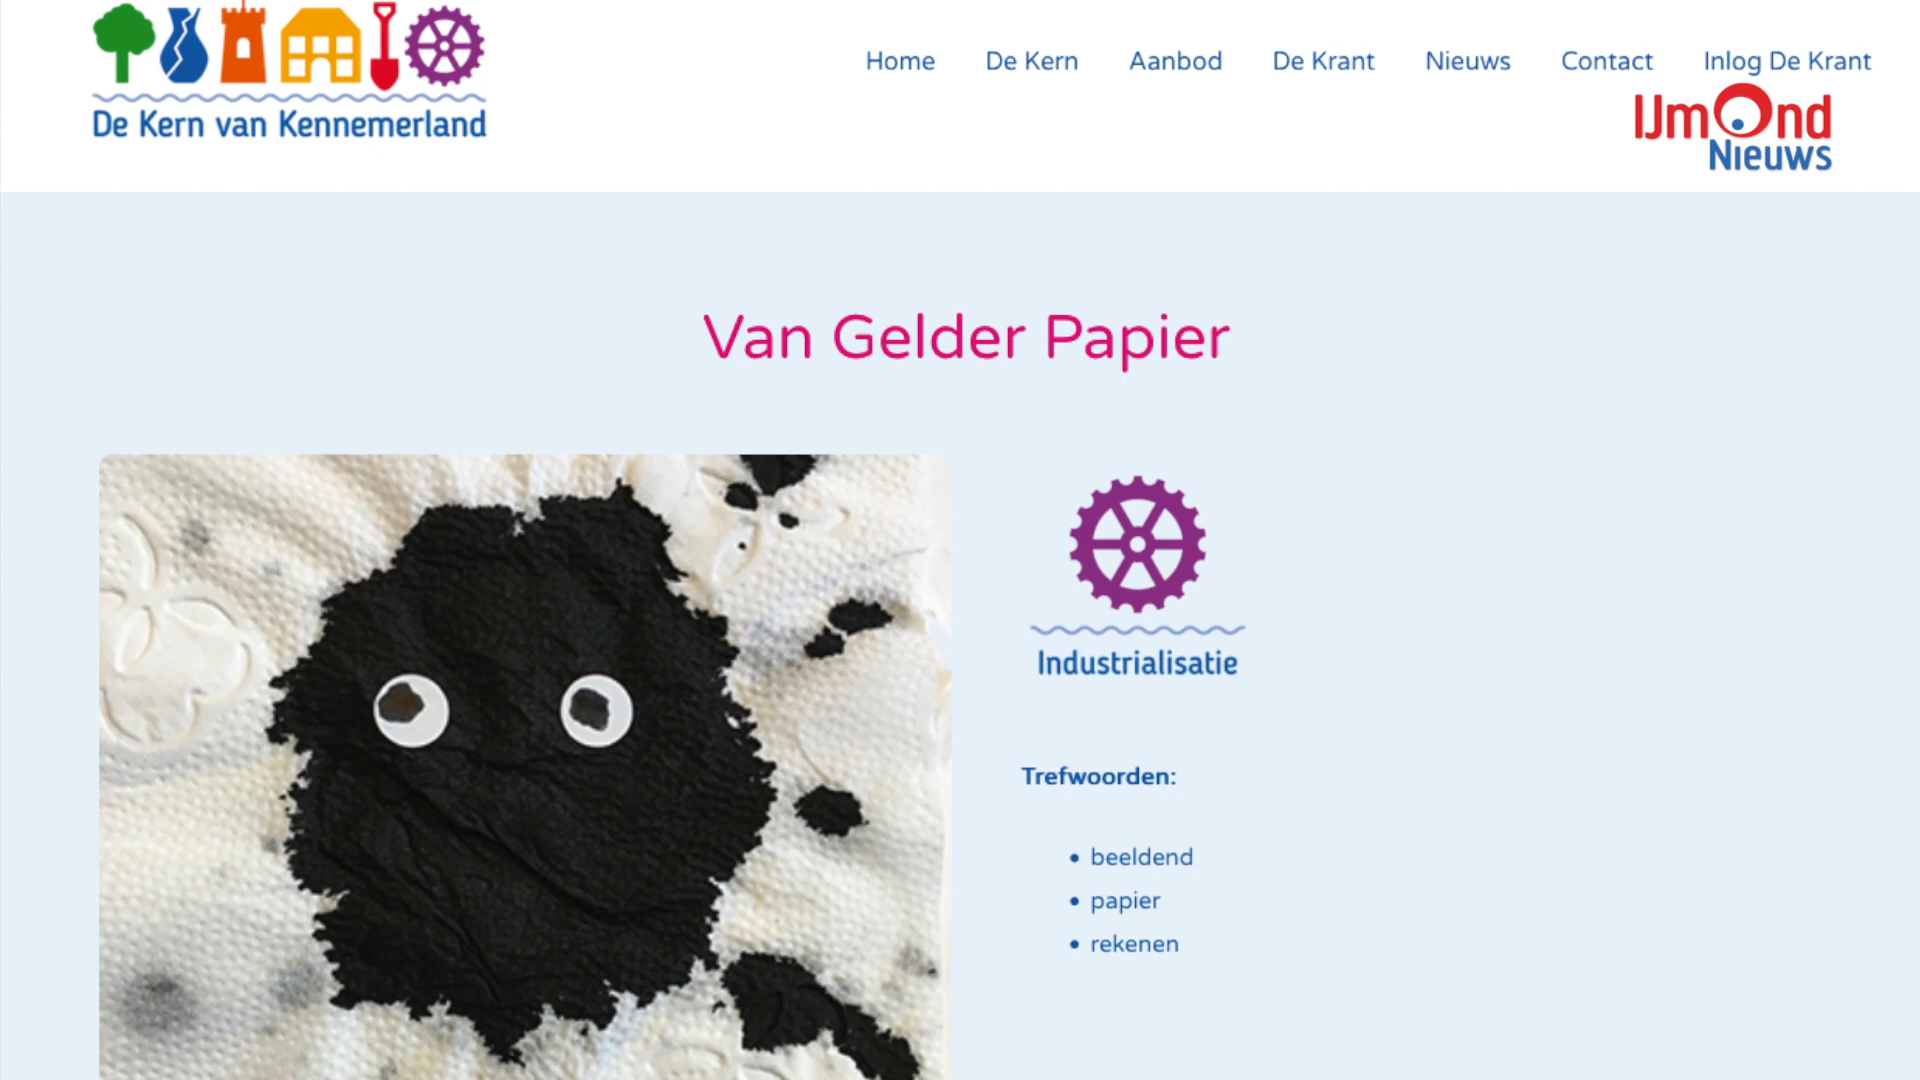 Home De Kern Aanbod De Krant Nieuws Contact Inlog De Krant
De Kern van Kennemerland
IJmOnd
Nieuws
Van Gelder Papier
Industrialisatie
Trefwoorden:
• beeldend
• papier
• rekenen